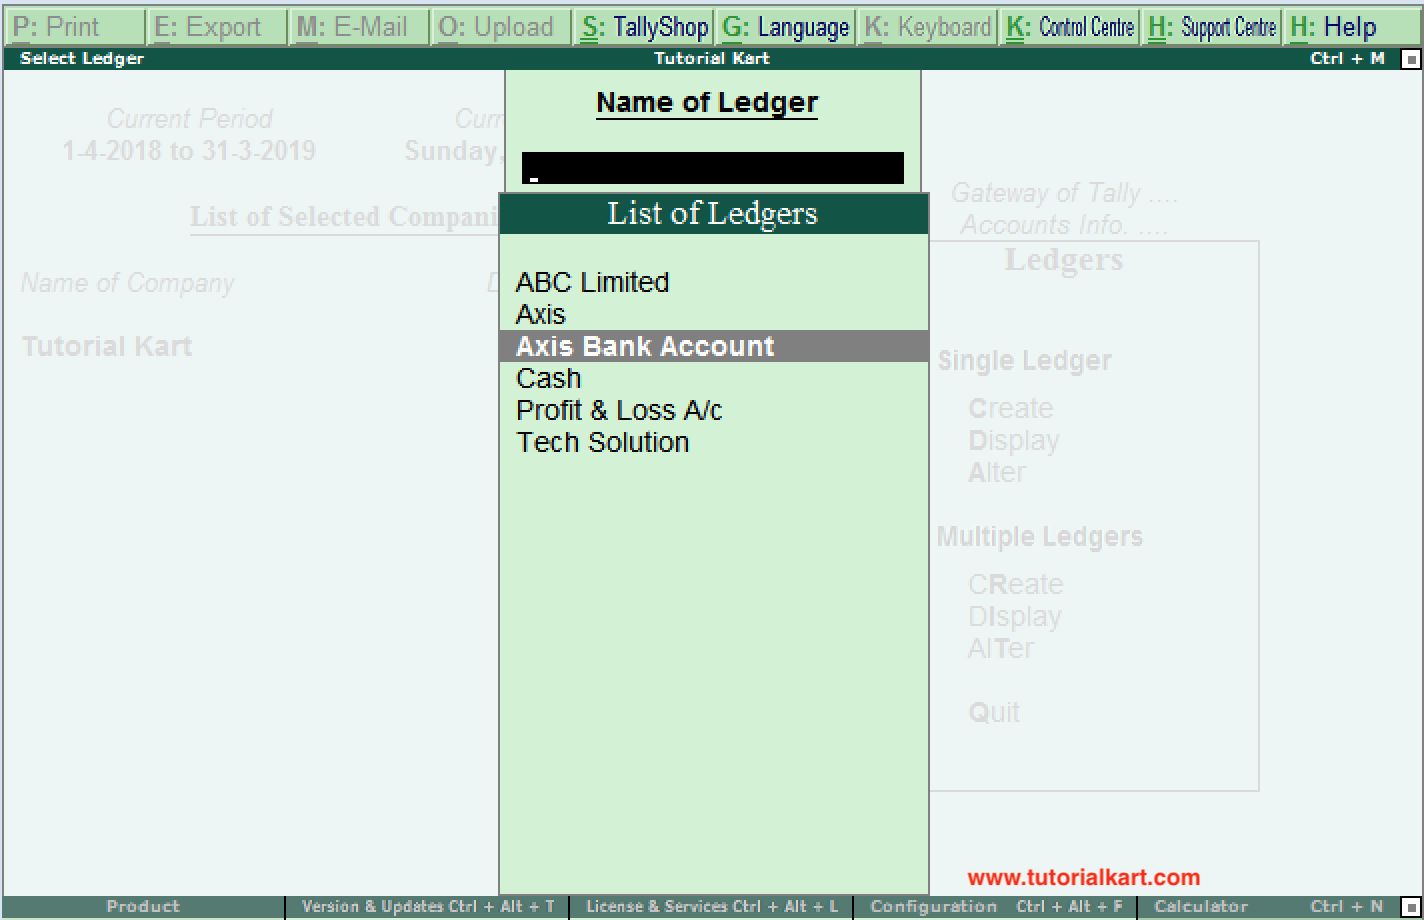 P: Print E: Export M: E-Mail O: Upload S: TallyShop G: Language K: Keyboard K: Control Centre H: Support Centre H: Help
Select Ledger Tutorial Kart Ctrl + M
Name of Ledger
Current Period Curr
1-4-2018 to 31-3-2019 Sunday,
List of Selected Compani
Name of Company D
Tutorial Kart
List of Ledgers
ABC Limited
Axis
Axis Bank Account
Cash
Profit & Loss A/c
Tech Solution
Gateway of Tally ....
Accounts Info. ....
Ledgers
Single Ledger
Create
Display
Alter
Multiple Ledgers
CReate
DIsplay
AlTer
Quit
www.tutorialkart.com
Product Version & Updates Ctrl + Alt + T License & Services Ctrl + Alt + L Configuration Ctrl + Alt + F Calculator Ctrl + N